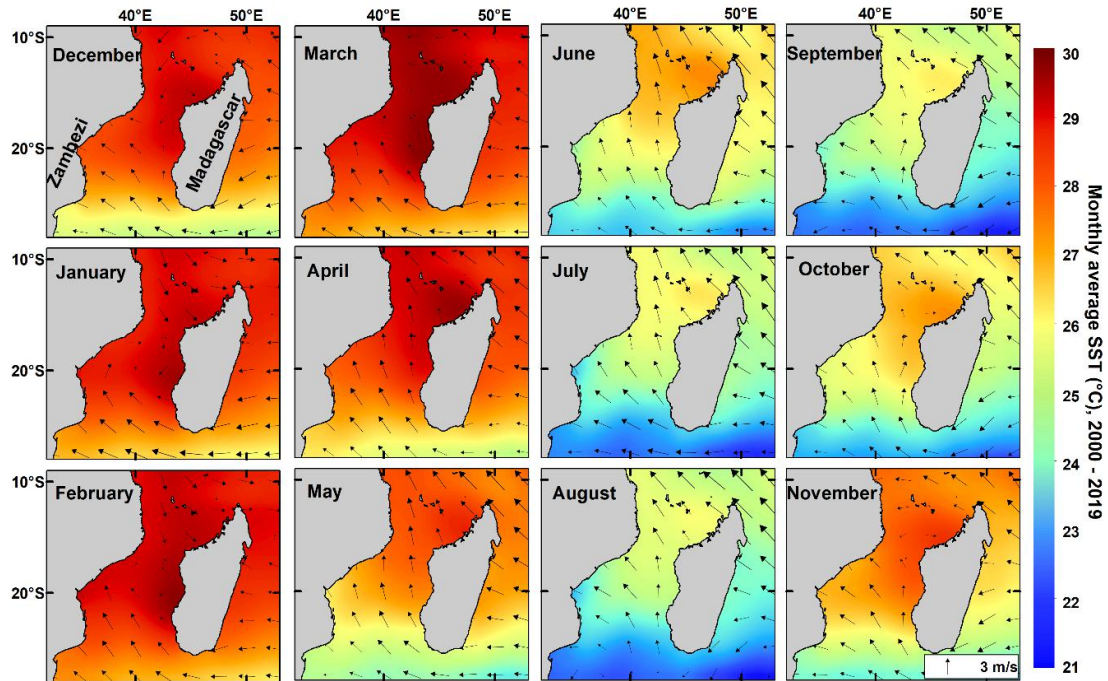 40°E 50°E 40°E 50°E 40°E 50°E 40°E 50°E
10°S
December
March
June
September
Zambezi
Madagascar
20°S
10°S
January
April
July
October
20°S
10°S
February
May
August
November
20°S
3 m/s
30
29
28
27
26
25
24
23
22
21
Monthly average SST (°C), 2000 - 2019